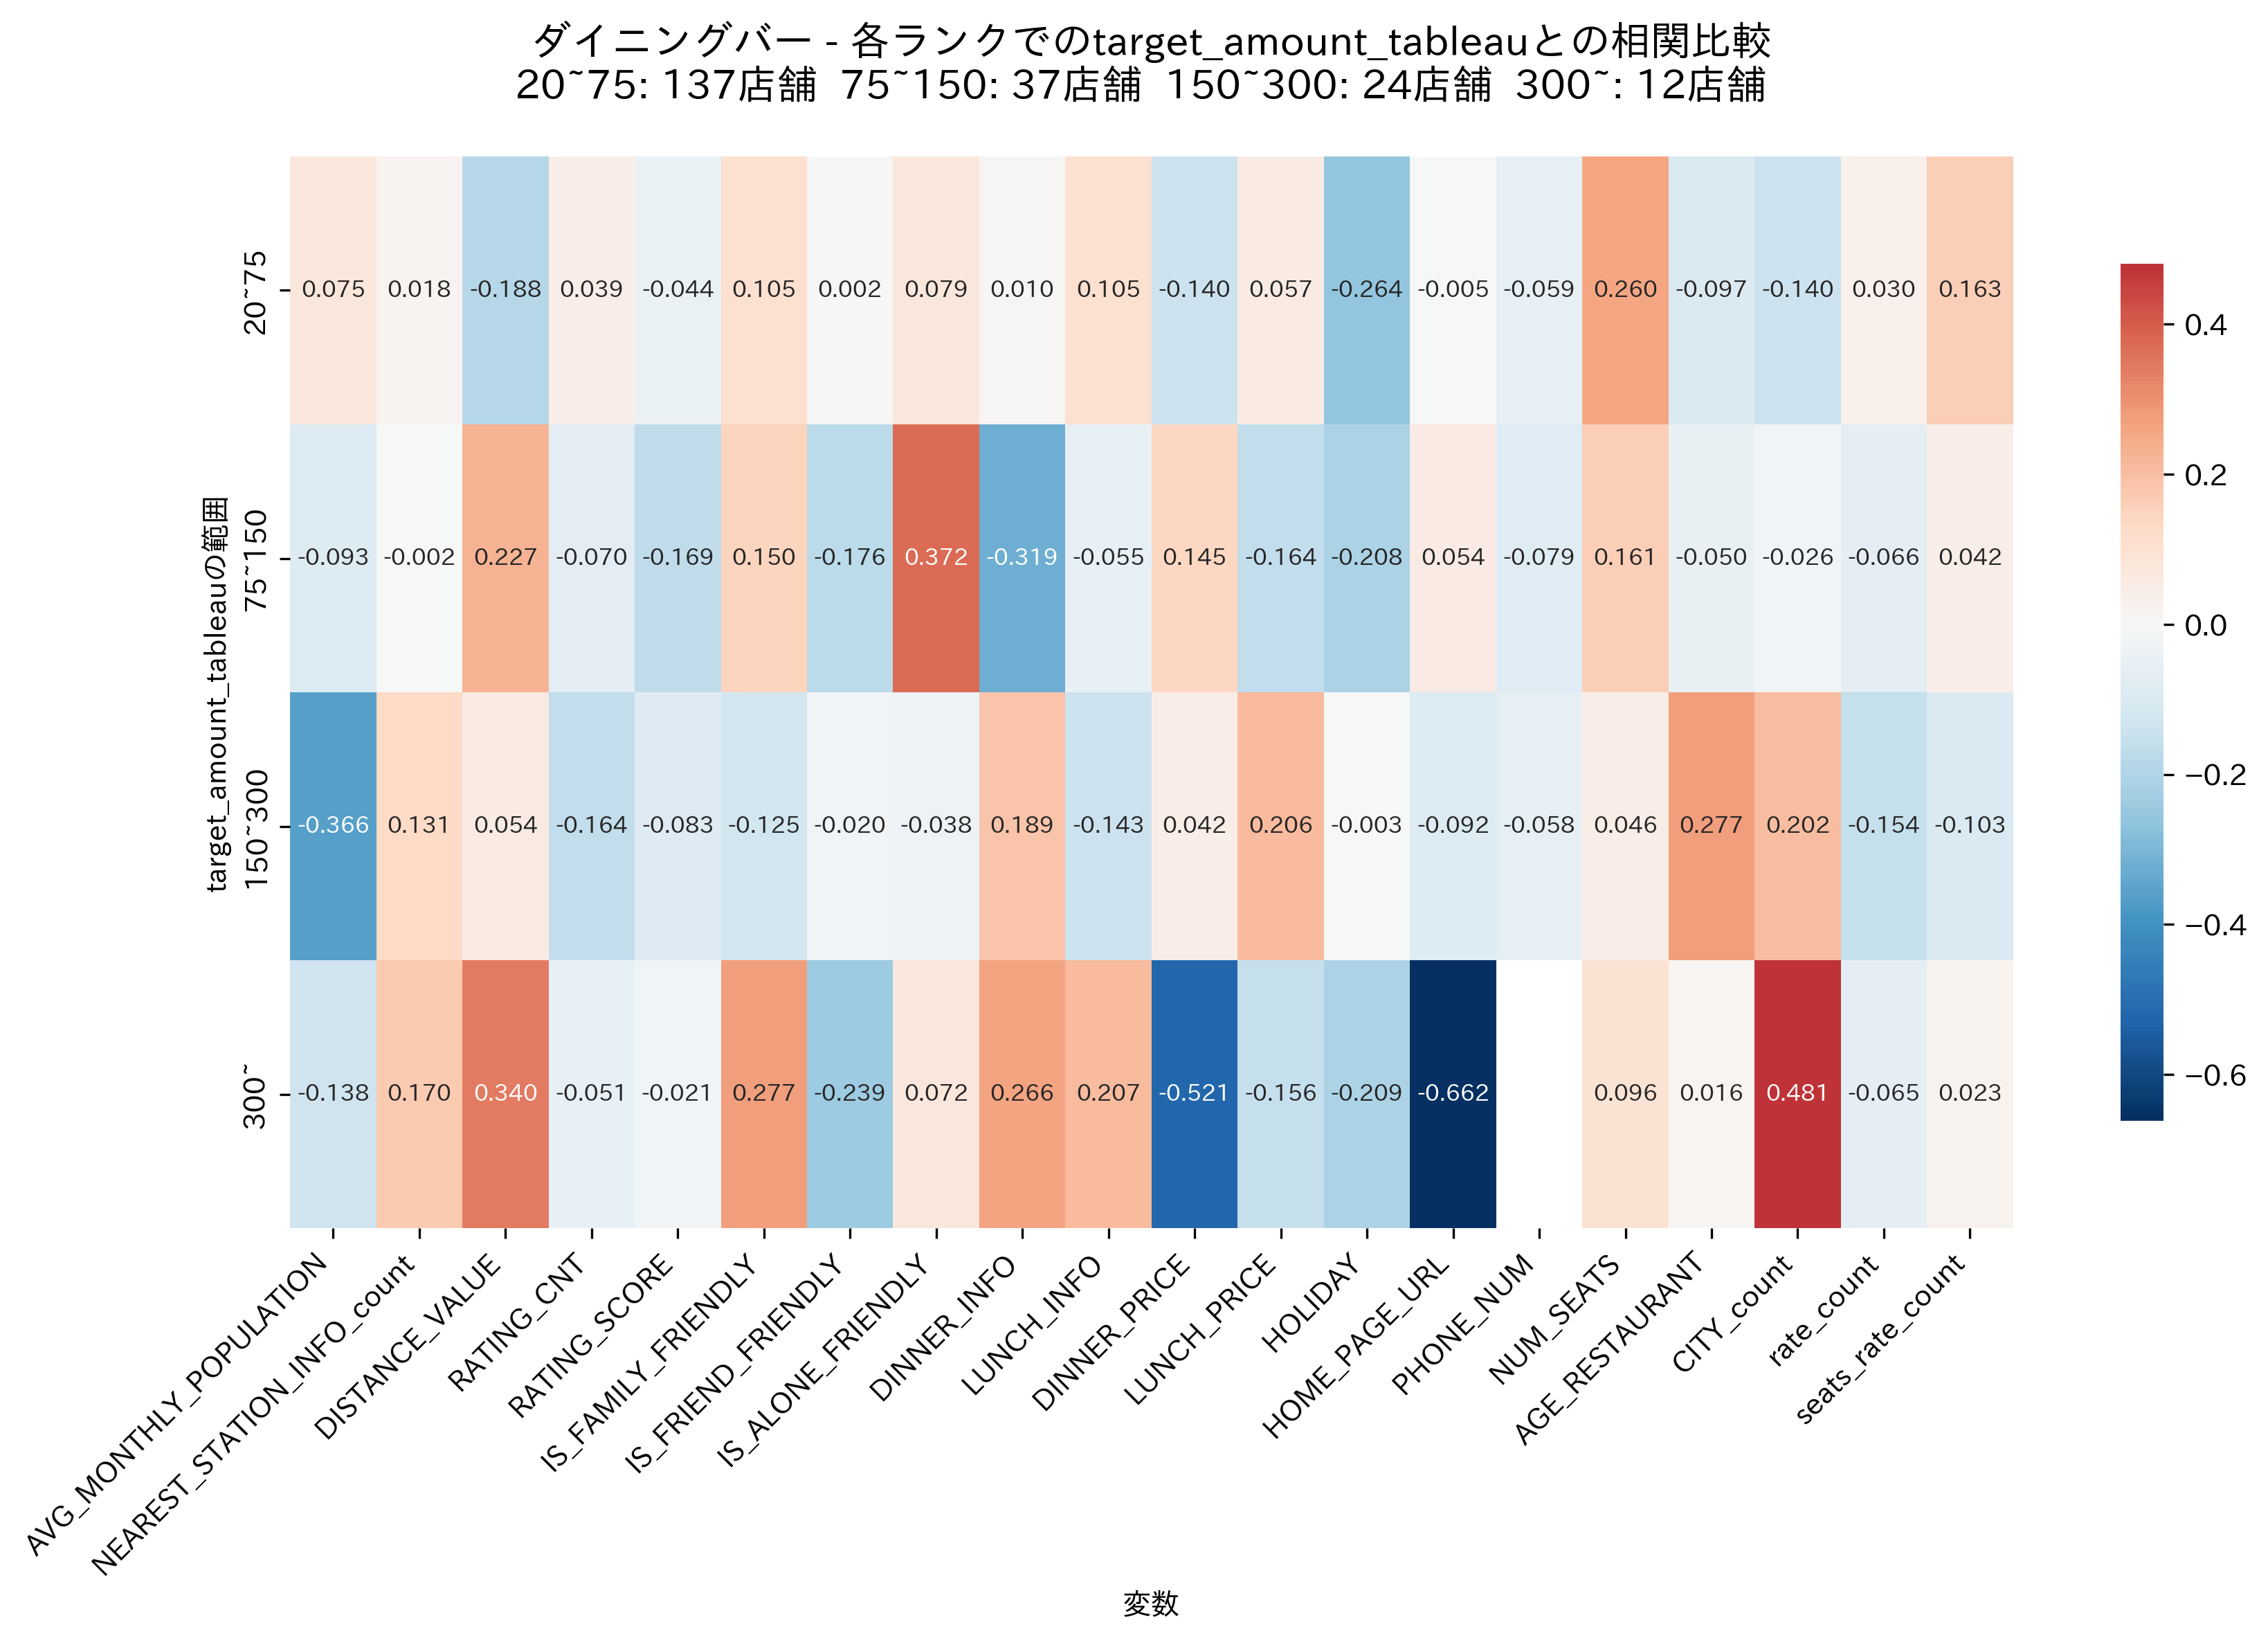 ダイニングバー - 各ランクでのtarget_amount_tableauとの相関比較
20~75: 137店舗 75~150: 37店舗 150~300: 24店舗 300~: 12店舗
target_amount_tableauの範囲
20~75
0.075 0.018 -0.188 0.039 -0.044 0.105 0.002 0.079 0.010 0.105 -0.140 0.057 -0.264 -0.005 -0.059 0.260 -0.097 -0.140 0.030 0.163
75~150
-0.093 -0.002 0.227 -0.070 -0.169 0.150 -0.176 0.372 -0.319 -0.055 0.145 -0.164 -0.208 0.054 -0.079 0.161 -0.050 -0.026 -0.066 0.042
150~300
-0.366 0.131 0.054 -0.164 -0.083 -0.125 -0.020 -0.038 0.189 -0.143 0.042 0.206 -0.003 -0.092 -0.058 0.046 0.277 0.202 -0.154 -0.103
300~
-0.138 0.170 0.340 -0.051 -0.021 0.277 -0.239 0.072 0.266 0.207 -0.521 -0.156 -0.209 -0.662 0.096 0.016 0.481 -0.065 0.023
AVG_MONTHLY_POPULATION
NEAREST_STATION_INFO_count
DISTANCE_VALUE
RATING_CNT
RATING_SCORE
IS_FAMILY_FRIENDLY
IS_FRIEND_FRIENDLY
IS_ALONE_FRIENDLY
DINNER_INFO
LUNCH_INFO
DINNER_PRICE
LUNCH_PRICE
HOLIDAY
HOME_PAGE_URL
PHONE_NUM
NUM_SEATS
AGE_RESTAURANT
CITY_count
rate_count
seats_rate_count
変数
0.4
0.2
0.0
−0.2
−0.4
−0.6